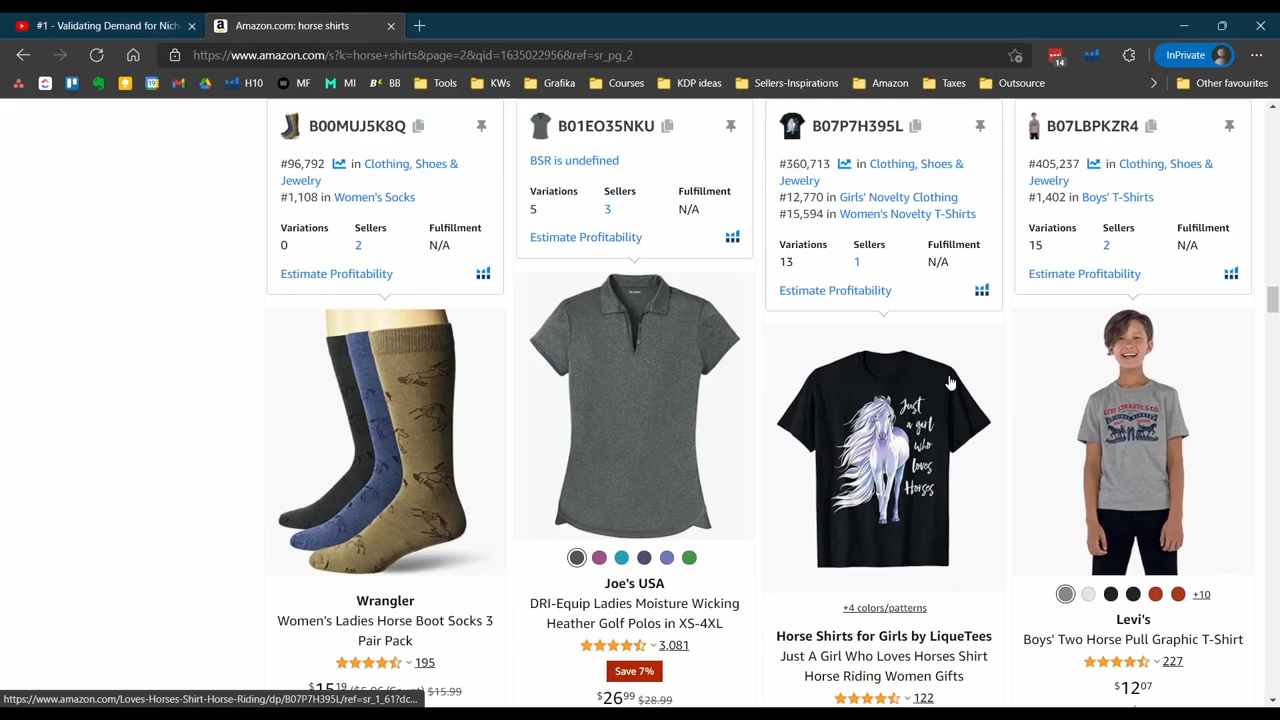 #1 - Validating Demand for Nich
Amazon.com: horse shirts
https://www.amazon.com/s?k=horse+shirts&page=2&qid=1635022956&ref=sr_pg_2
14
InPrivate
19
H10
MF
MI
BB
Tools
KWs
Grafika
Courses
KDP ideas
Sellers-Inspirations
Amazon
Taxes
Outsource
Other favourites
B00MUJ5K8Q
#96,792 in Clothing, Shoes &
Jewelry
#1,108 in Women's Socks
Variations Sellers Fulfillment
0 2 N/A
Estimate Profitability
Wrangler
Women's Ladies Horse Boot Socks 3
Pair Pack
195
$15.19 ($5.06/Count) $15.99
B01EO35NKU
BSR is undefined
Variations Sellers Fulfillment
5 3 N/A
Estimate Profitability
Joe's USA
DRI-Equip Ladies Moisture Wicking
Heather Golf Polos in XS-4XL
3,081
Save 7%
$26.99 $28.99
B07P7H395L
#360,713 in Clothing, Shoes &
Jewelry
#12,770 in Girls' Novelty Clothing
#15,594 in Women's Novelty T-Shirts
Variations Sellers Fulfillment
13 1 N/A
Estimate Profitability
Just
a girl
who
loves
Horses
+4 colors/patterns
Horse Shirts for Girls by LiqueTees
Just A Girl Who Loves Horses Shirt
Horse Riding Women Gifts
122
B07LBPKZR4
#405,237 in Clothing, Shoes &
Jewelry
#1,402 in Boys' T-Shirts
Variations Sellers Fulfillment
15 2 N/A
Estimate Profitability
LEVI STRAUSS & CO.
+10
Levi's
Boys' Two Horse Pull Graphic T-Shirt
227
$12.07
https://www.amazon.com/Loves-Horses-Shirt-Horse-Riding/dp/B07P7H395L/ref=sr_1_61?dc...